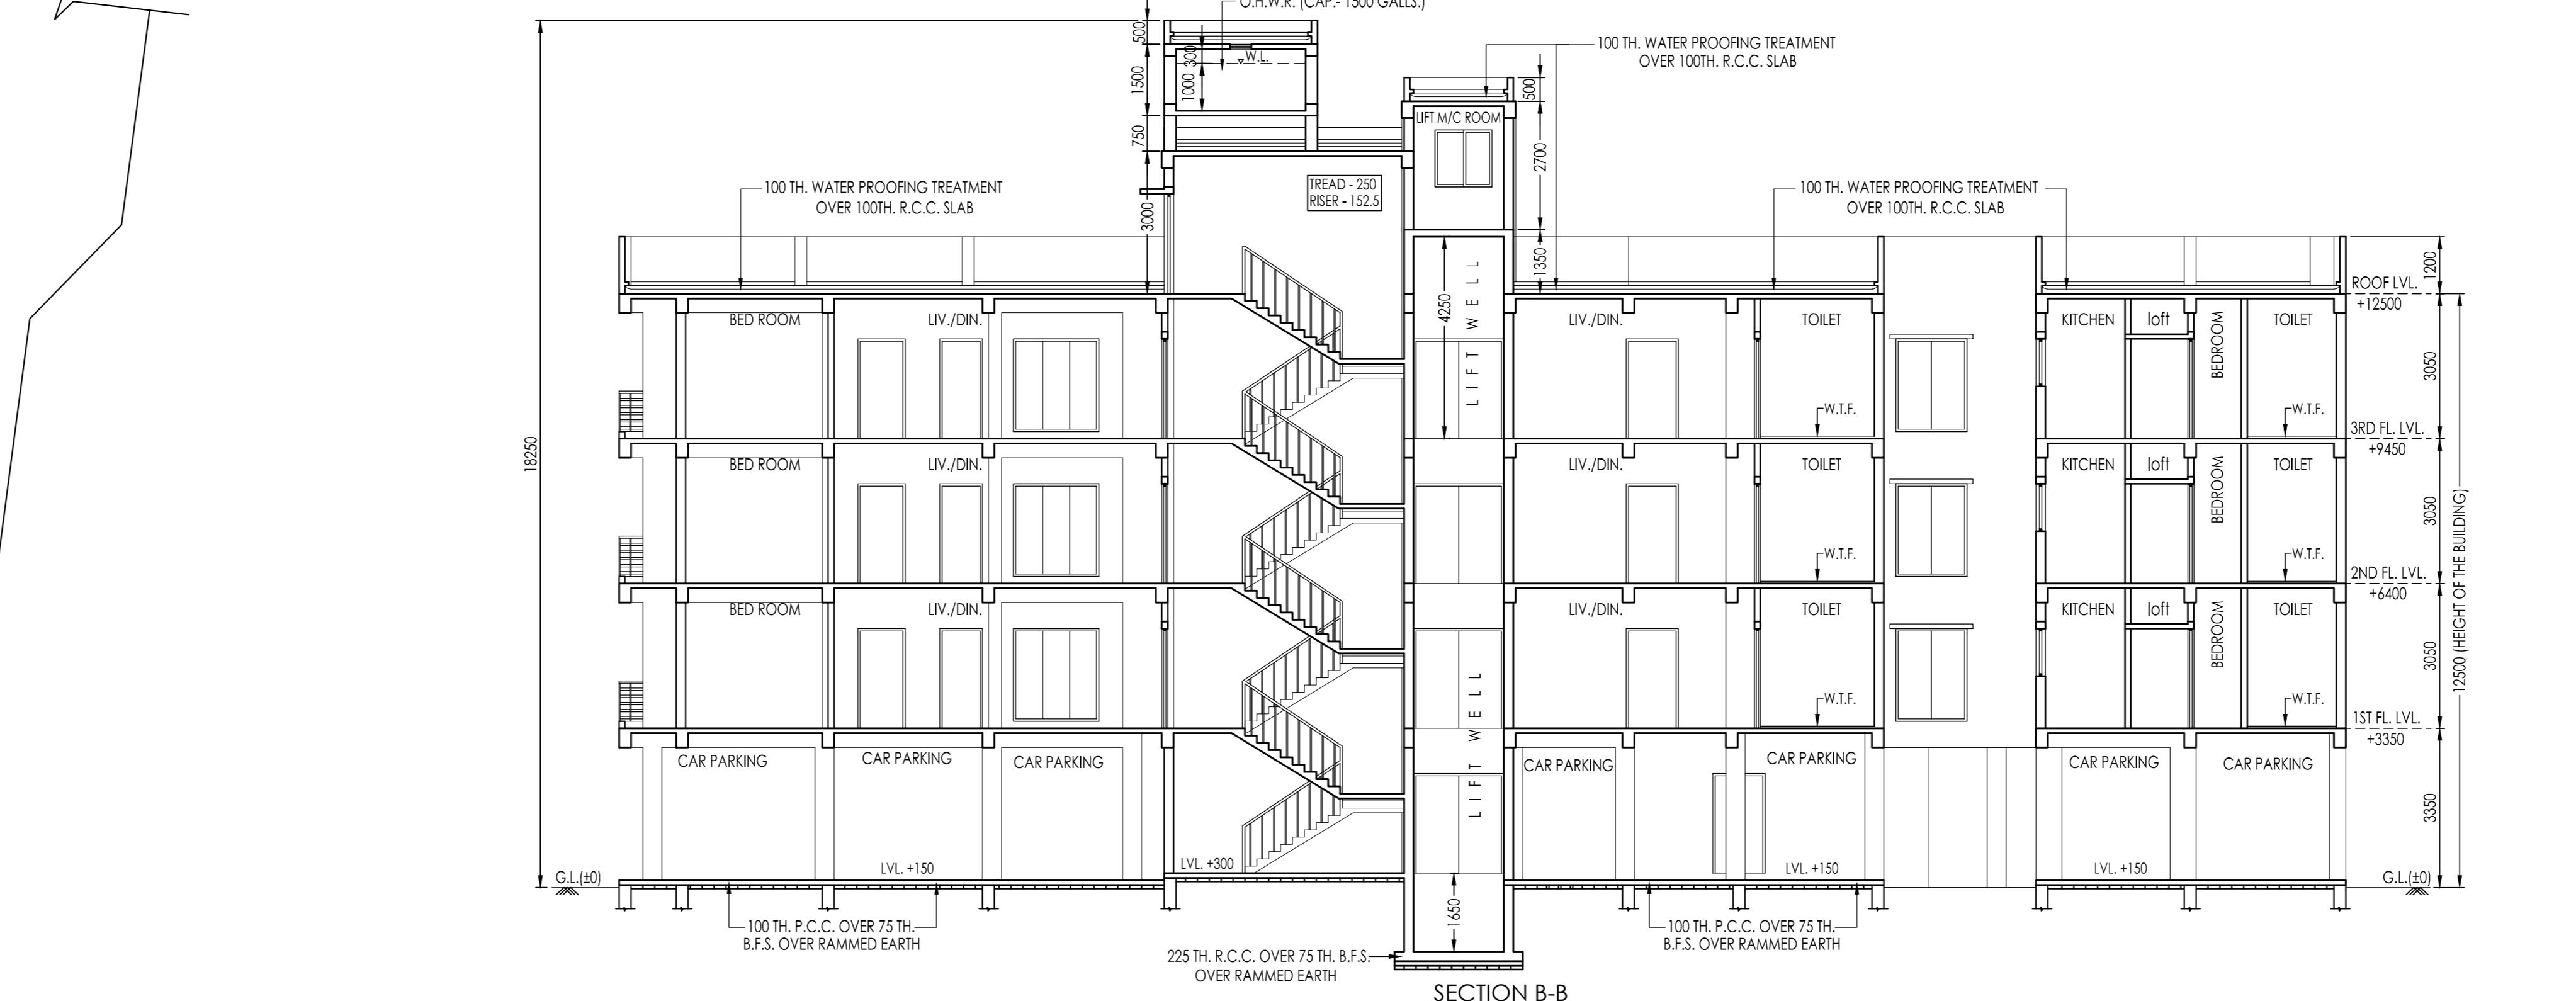 O.H.W.R. (CAP.- 1500 GALLS.)
500
300
W.L.
1500
1000
750
3000
100 TH. WATER PROOFING TREATMENT
OVER 100TH. R.C.C. SLAB
500
LIFT M/C ROOM
2700
1350
TREAD - 250
RISER - 152.5
100 TH. WATER PROOFING TREATMENT
OVER 100TH. R.C.C. SLAB
100 TH. WATER PROOFING TREATMENT
OVER 100TH. R.C.C. SLAB
18250
4250
LIFT WELL
1200
ROOF LVL.
+12500
BED ROOM
LIV./DIN.
LIV./DIN.
TOILET
KITCHEN
loft
BEDROOM
TOILET
W.T.F.
W.T.F.
3050
3RD FL. LVL.
+9450
BED ROOM
LIV./DIN.
LIV./DIN.
TOILET
KITCHEN
loft
BEDROOM
TOILET
W.T.F.
W.T.F.
3050
12500 (HEIGHT OF THE BUILDING)
2ND FL. LVL.
+6400
BED ROOM
LIV./DIN.
LIV./DIN.
TOILET
KITCHEN
loft
BEDROOM
TOILET
W.T.F.
W.T.F.
3050
LIFT WELL
1ST FL. LVL.
+3350
CAR PARKING
CAR PARKING
CAR PARKING
CAR PARKING
CAR PARKING
CAR PARKING
CAR PARKING
3350
G.L.(±0)
LVL. +150
LVL. +300
LVL. +150
LVL. +150
G.L.(±0)
1650
100 TH. P.C.C. OVER 75 TH.
B.F.S. OVER RAMMED EARTH
100 TH. P.C.C. OVER 75 TH.
B.F.S. OVER RAMMED EARTH
225 TH. R.C.C. OVER 75 TH. B.F.S.
OVER RAMMED EARTH
SECTION B-B